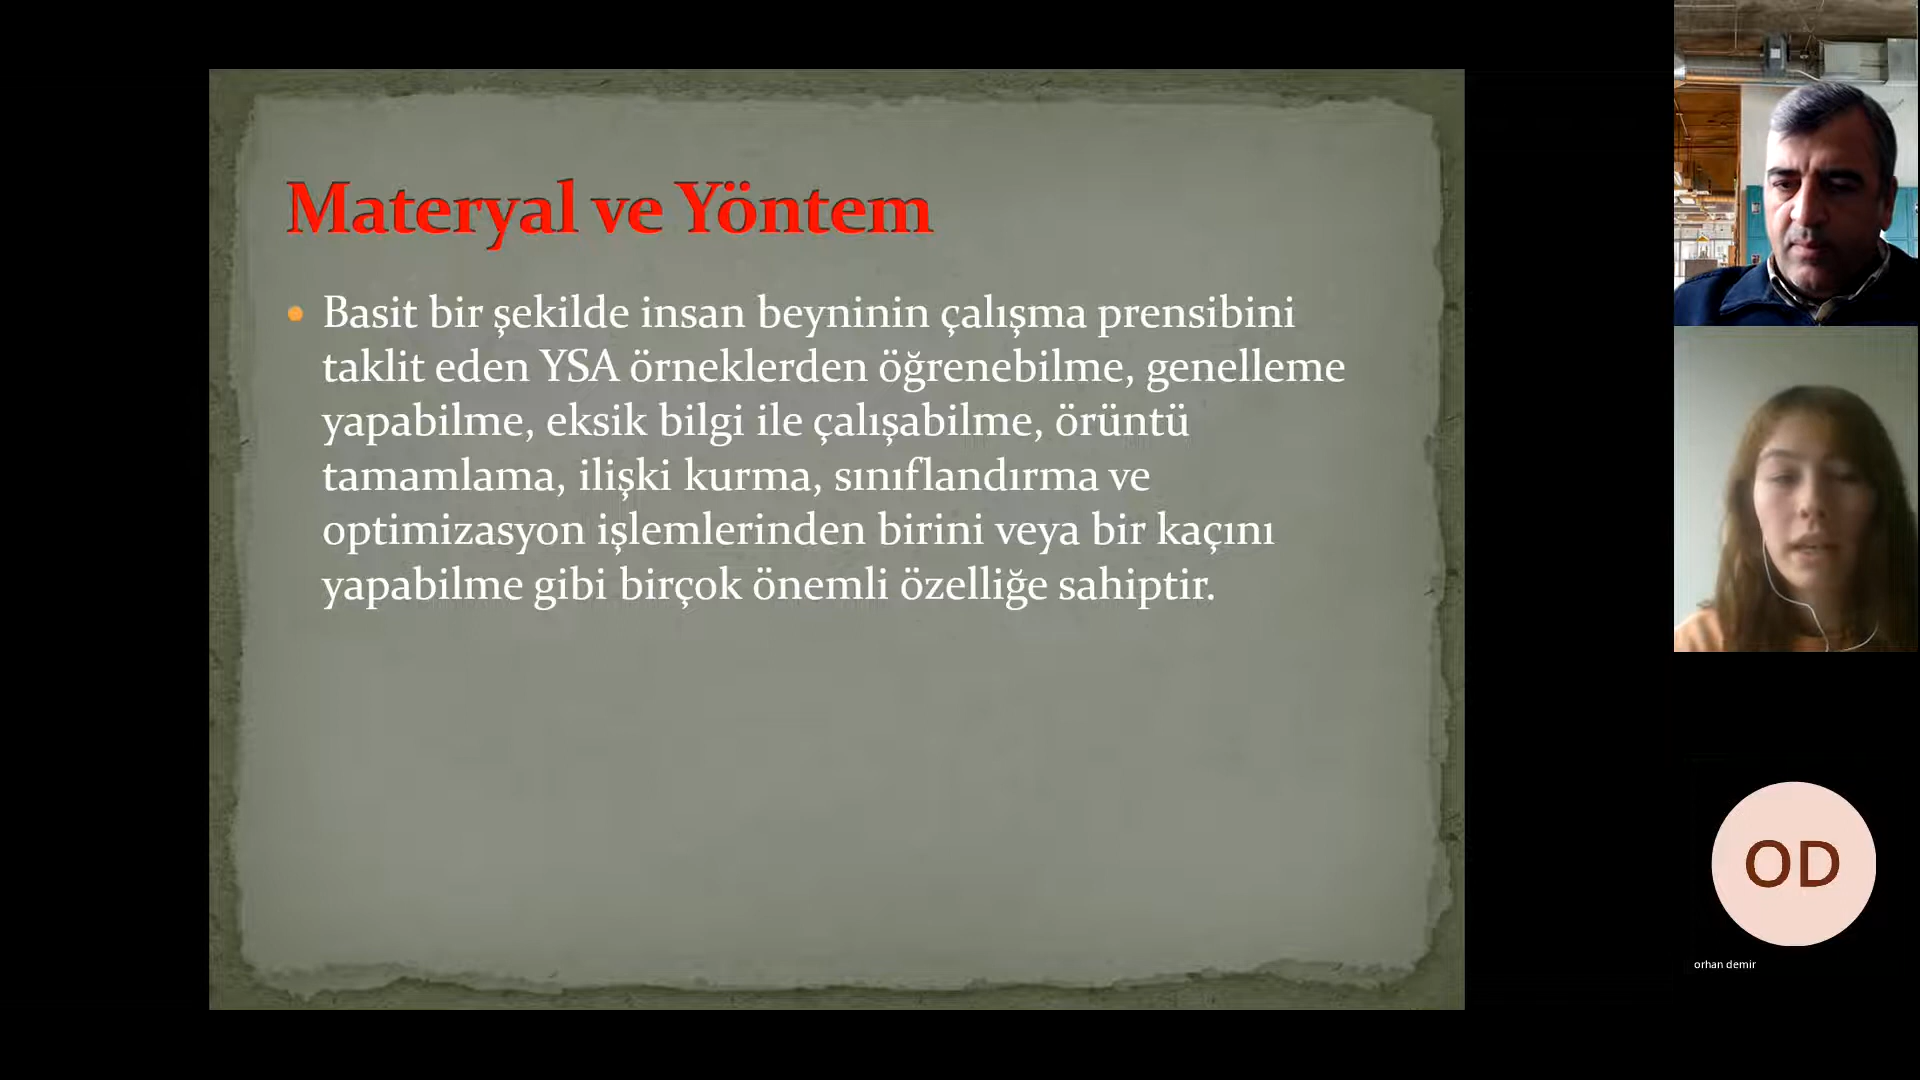 Materyal ve Yöntem
Basit bir şekilde insan beyninin çalışma prensibini
taklit eden YSA örneklerden öğrenebilme, genelleme
yapabilme, eksik bilgi ile çalışabilme, örüntü
tamamlama, ilişki kurma, sınıflandırma ve
optimizasyon işlemlerinden birini veya bir kaçını
yapabilme gibi birçok önemli özelliğe sahiptir.
OD
orhan demir